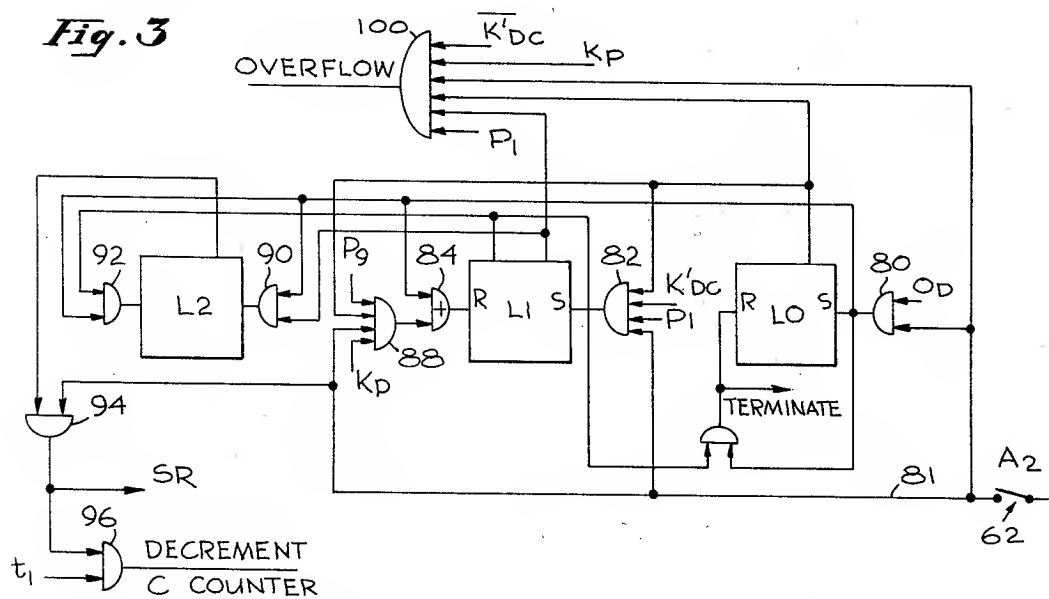 Fig. 3
100
K'DC
KP
OVERFLOW
P1
92
90
P9
84
82
K'DC
P1
80
OD
L2
R L1 S
R L0 S
88
KP
TERMINATE
94
SR
81
A2
62
96
t1
DECREMENT
C COUNTER